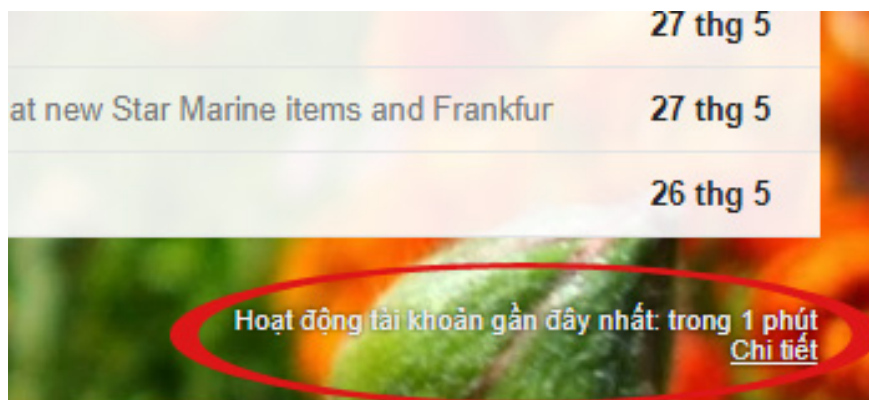 27 thg 5
at new Star Marine items and Frankfur 27 thg 5
26 thg 5
Hoạt động tài khoản gần đây nhất: trong 1 phút
Chi tiết